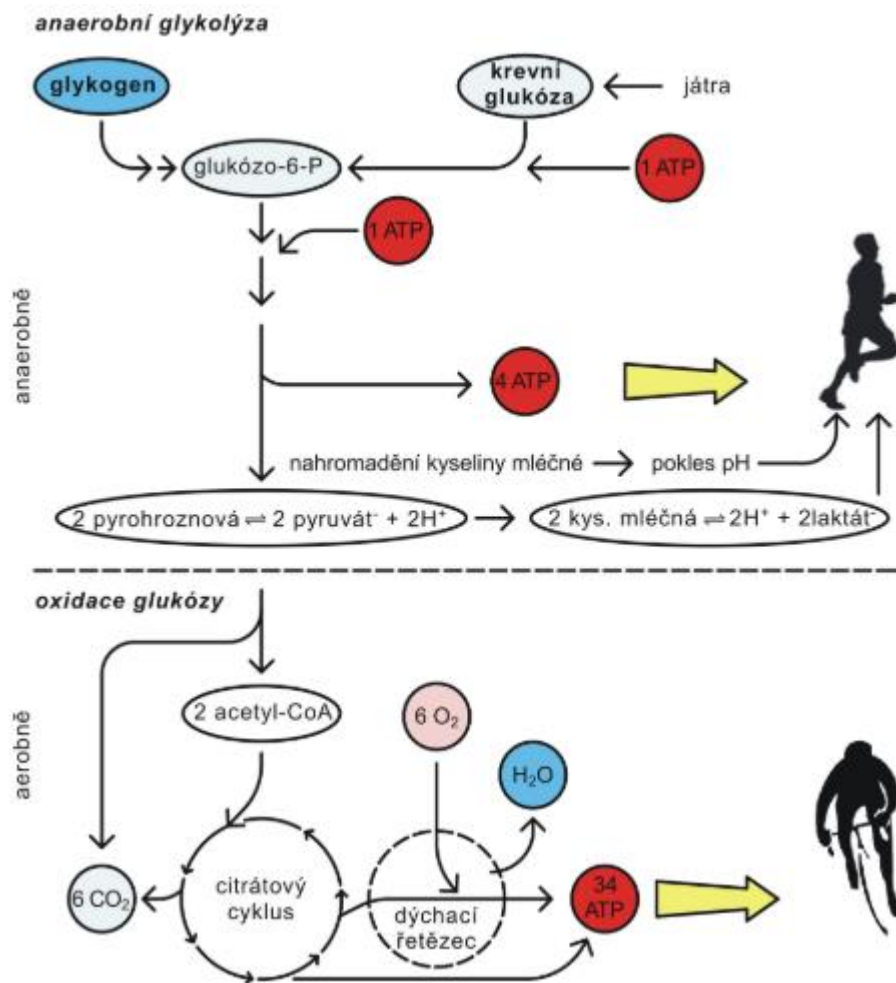 anaerobní glykolýza
glykogen
krevní
glukóza
játra
glukózo-6-P
1 ATP
1 ATP
anaerobně
4 ATP
nahromadění kyseliny mléčné
pokles pH
2 pyrohroznová ⇌ 2 pyruvát⁻ + 2H⁺
2 kys. mléčná ⇌ 2H⁺ + 2laktát⁻
oxidace glukózy
aerobně
2 acetyl-CoA
6 O₂
H₂O
6 CO₂
citrátový
cyklus
dýchací
řetězec
34
ATP